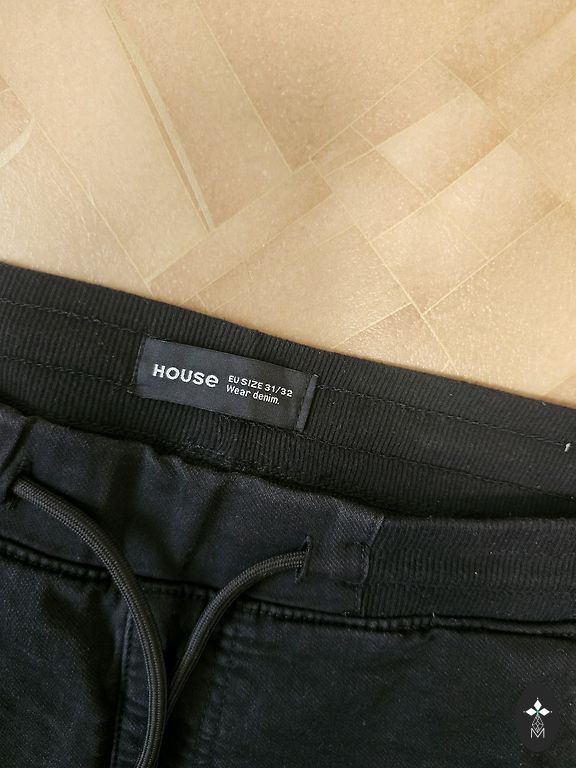 HOUSE
EU SIZE 31/32
Wear denim.
M